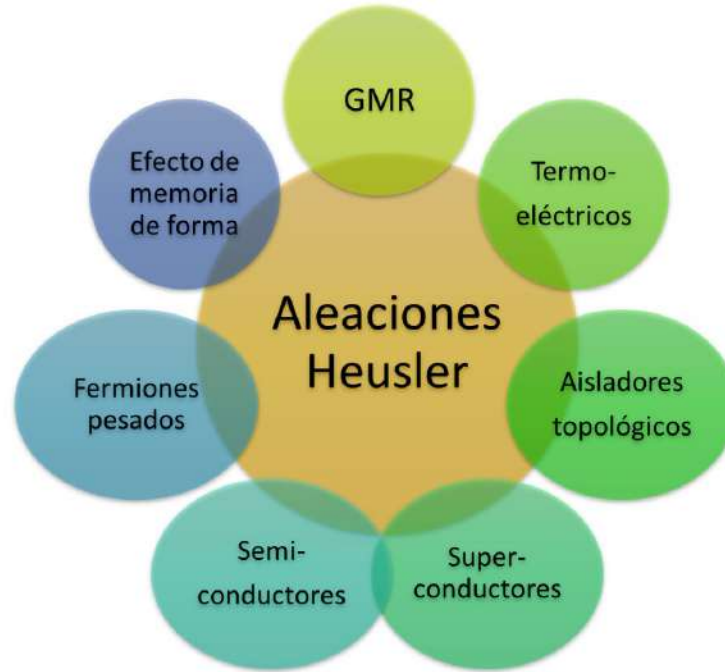 GMR
Efecto de
memoria
de forma
Termo-
eléctricos
Aleaciones
Heusler
Fermiones
pesados
Aisladores
topológicos
Semi-
conductores
Super-
conductores